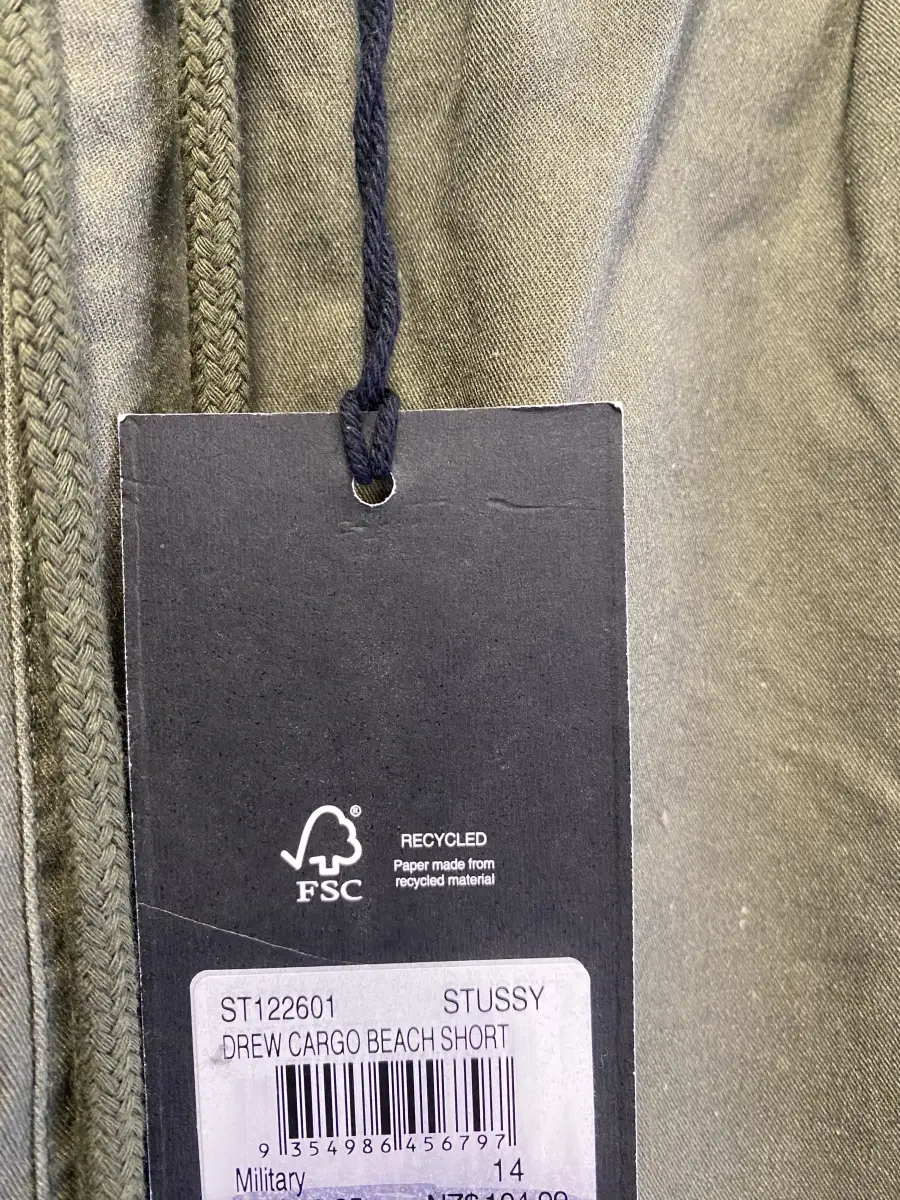 ®
FSC
RECYCLED
Paper made from
recycled material
ST122601 STUSSY
DREW CARGO BEACH SHORT
9 354986 456797
Military 14